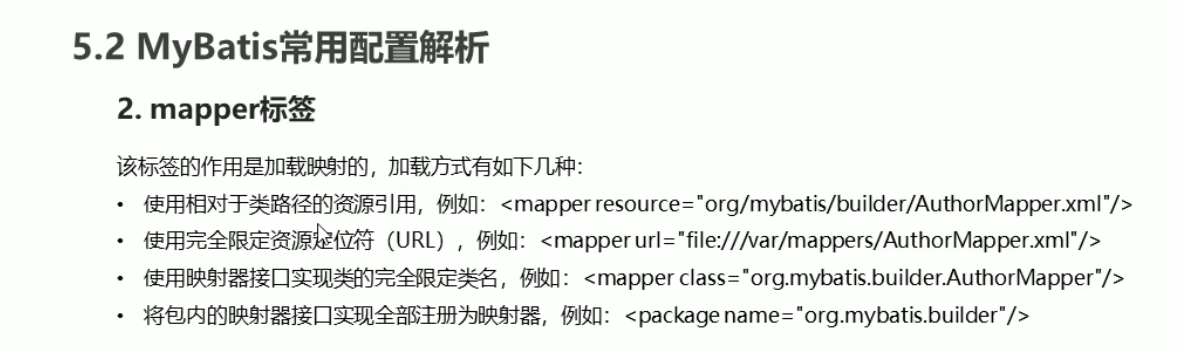 5.2 MyBatis常用配置解析
2. mapper标签
该标签的作用是加载映射的，加载方式有如下几种：
• 使用相对于类路径的资源引用，例如：<mapper resource="org/mybatis/builder/AuthorMapper.xml"/>
• 使用完全限定资源定位符（URL），例如：<mapper url="file:///var/mappers/AuthorMapper.xml"/>
• 使用映射器接口实现类的完全限定类名，例如：<mapper class="org.mybatis.builder.AuthorMapper"/>
• 将包内的映射器接口实现全部注册为映射器，例如：<package name="org.mybatis.builder"/>